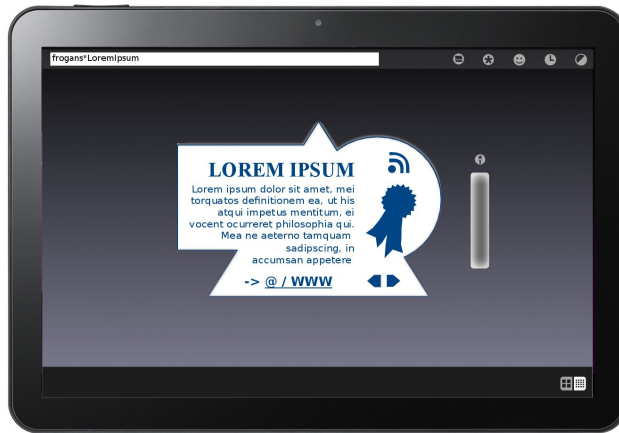 frogans*LoremIpsum
LOREM IPSUM
Lorem ipsum dolor sit amet, mei
torquatos definitionem ea, ut his
atqui impetus mentitum, ei
vocent ocurreret philosophia qui.
Mea ne aeterno tamquam
sadipscing, in
accumsan appetere
-> @ / WWW